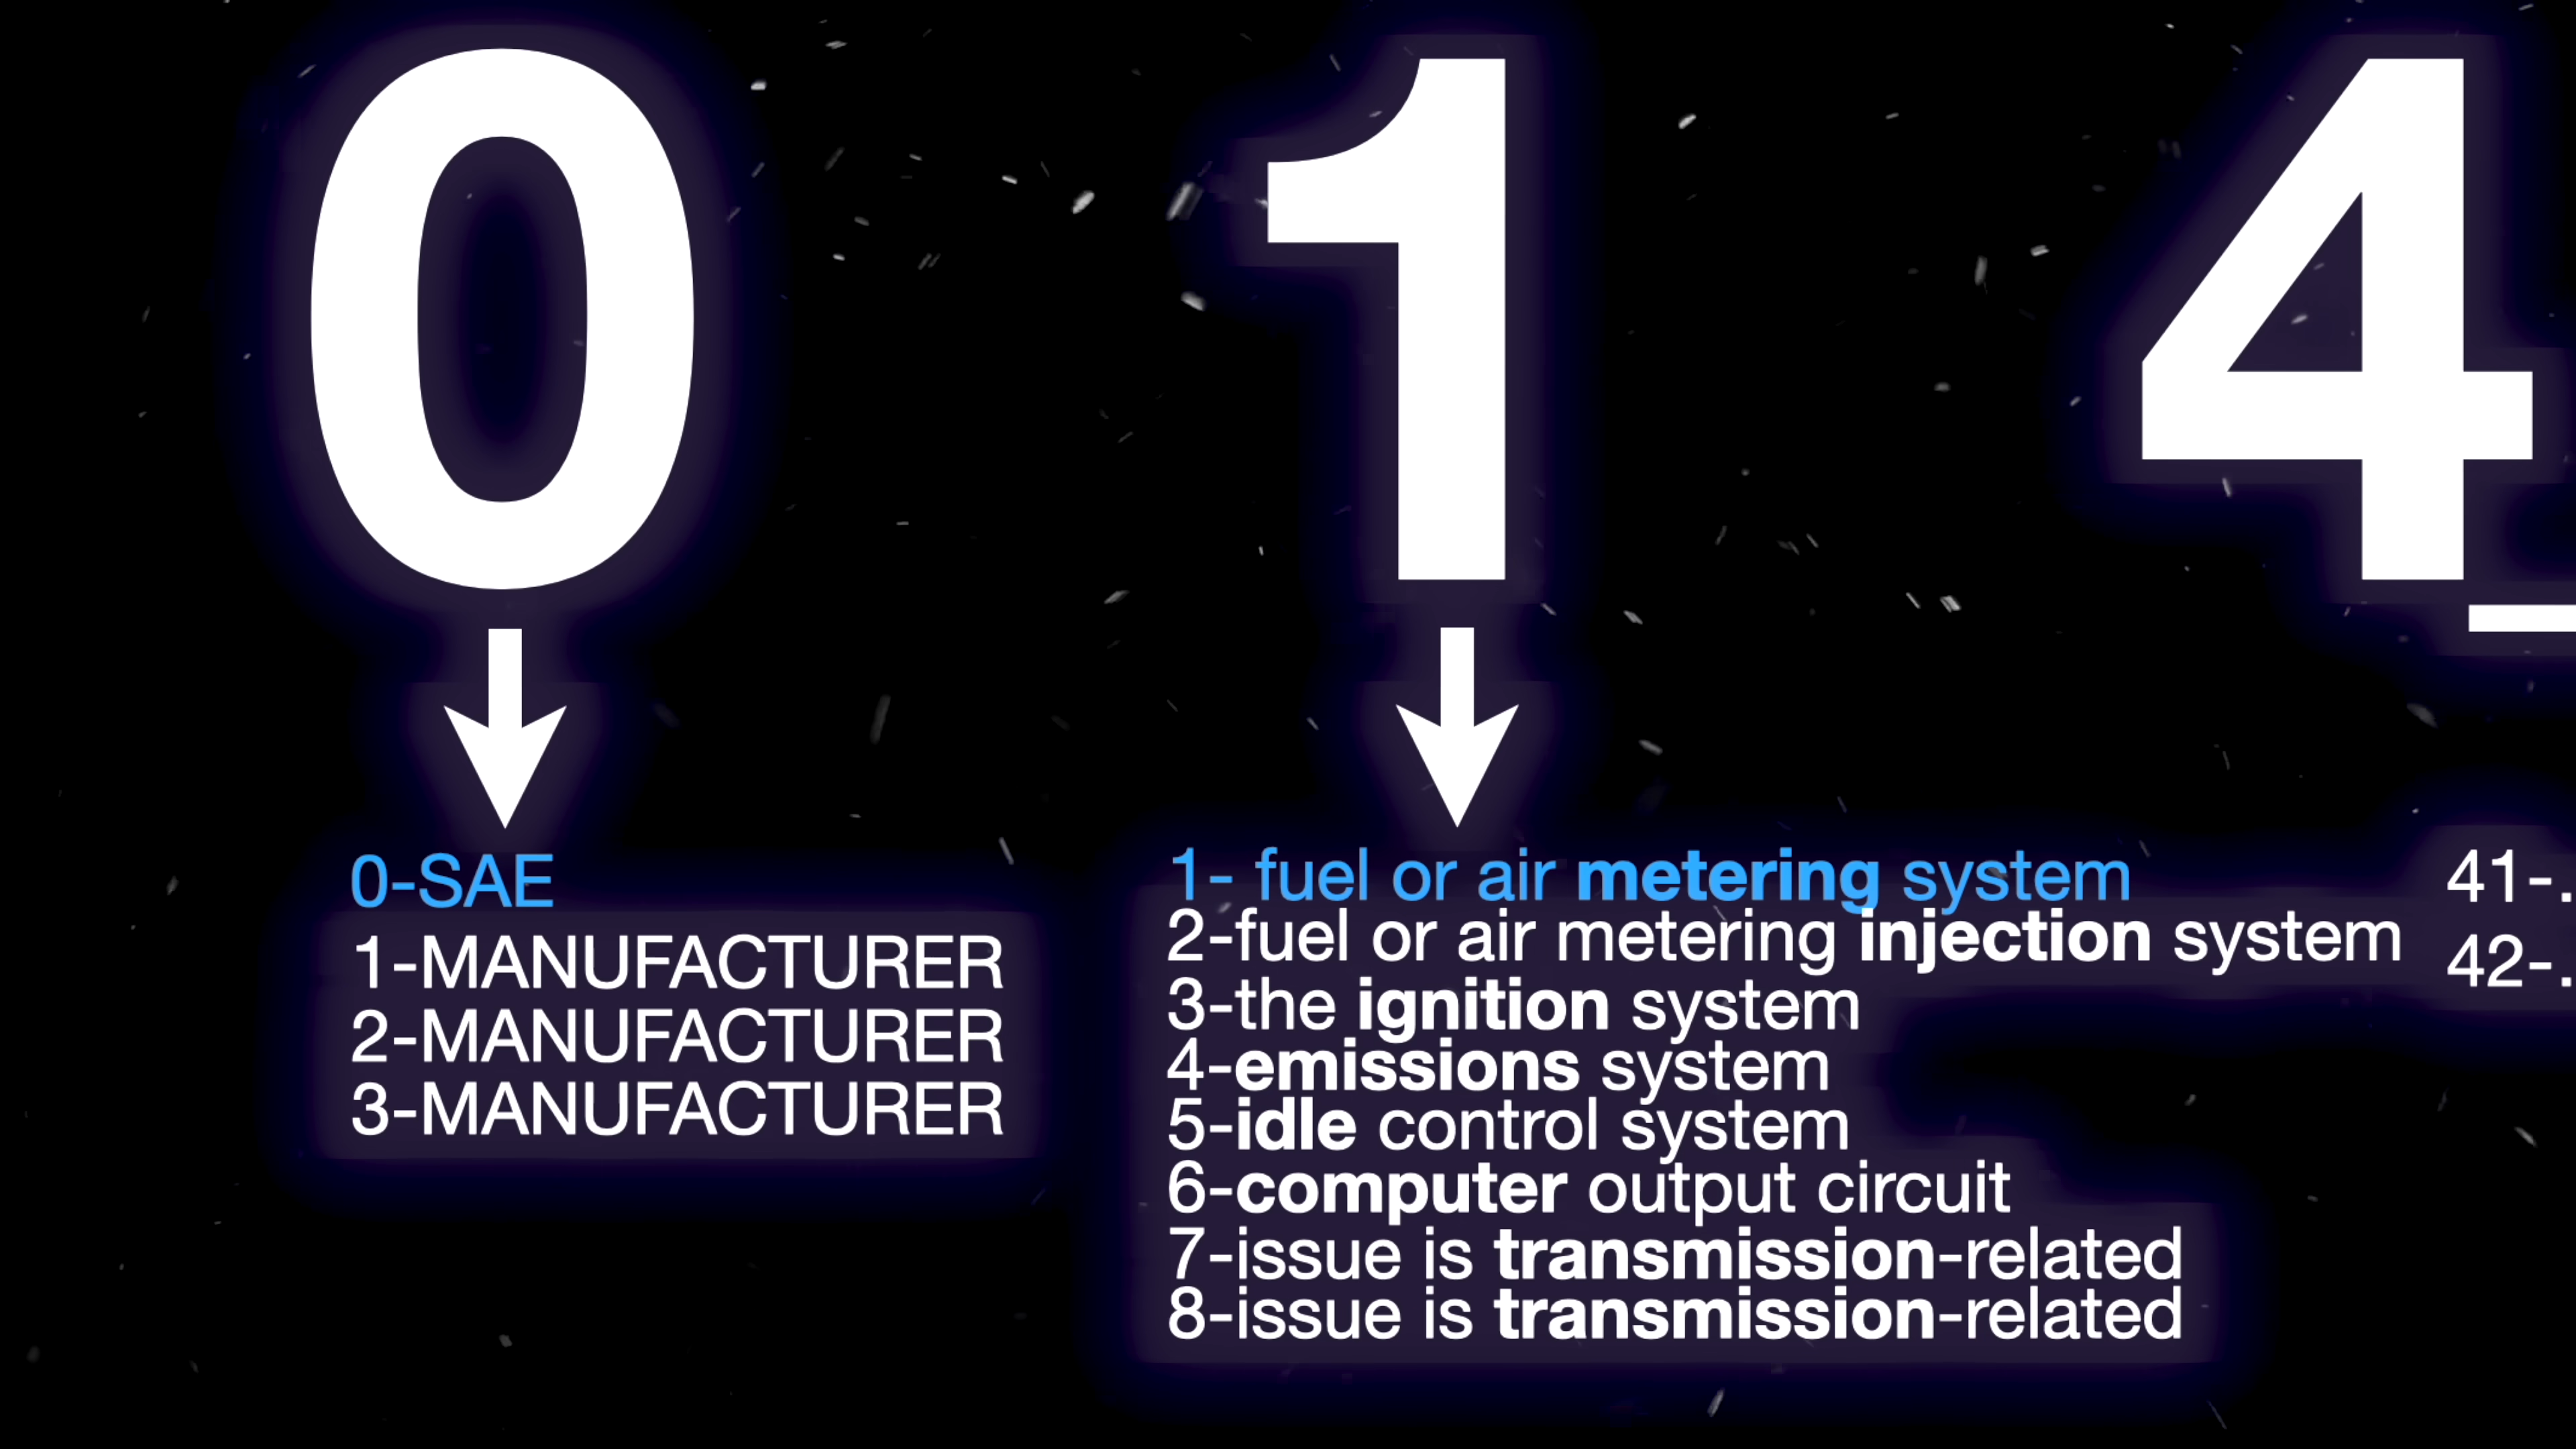 0 1 4
0-SAE
1-MANUFACTURER
2-MANUFACTURER
3-MANUFACTURER
1- fuel or air metering system
2-fuel or air metering injection system
3-the ignition system
4-emissions system
5-idle control system
6-computer output circuit
7-issue is transmission-related
8-issue is transmission-related
41-.
42-.